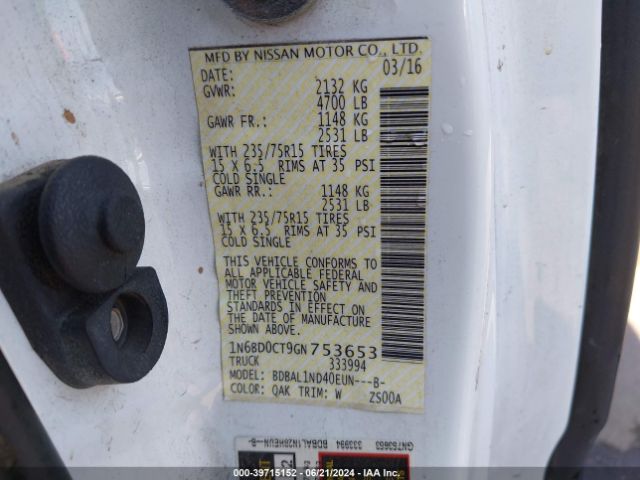 MFD BY NISSAN MOTOR CO., LTD.
DATE: 03/16
GVWR: 2132 KG
4700 LB
GAWR FR.: 1148 KG
2531 LB
WITH 235/75R15 TIRES
15 X 6.5 RIMS AT 35 PSI
COLD SINGLE
GAWR RR.: 1148 KG
2531 LB
WITH 235/75R15 TIRES
15 X 6.5 RIMS AT 35 PSI
COLD SINGLE
THIS VEHICLE CONFORMS TO
ALL APPLICABLE FEDERAL
MOTOR VEHICLE SAFETY AND
THEFT PREVENTION
STANDARDS IN EFFECT ON
THE DATE OF MANUFACTURE
SHOWN ABOVE.
1N6BD0CT9GN753653
TRUCK 333994
MODEL: BDBAL1ND40EUN---B-
COLOR: QAK TRIM: W ZS00A
GN753653 333994
000-39715152 - 06/21/2024 - IAA Inc.